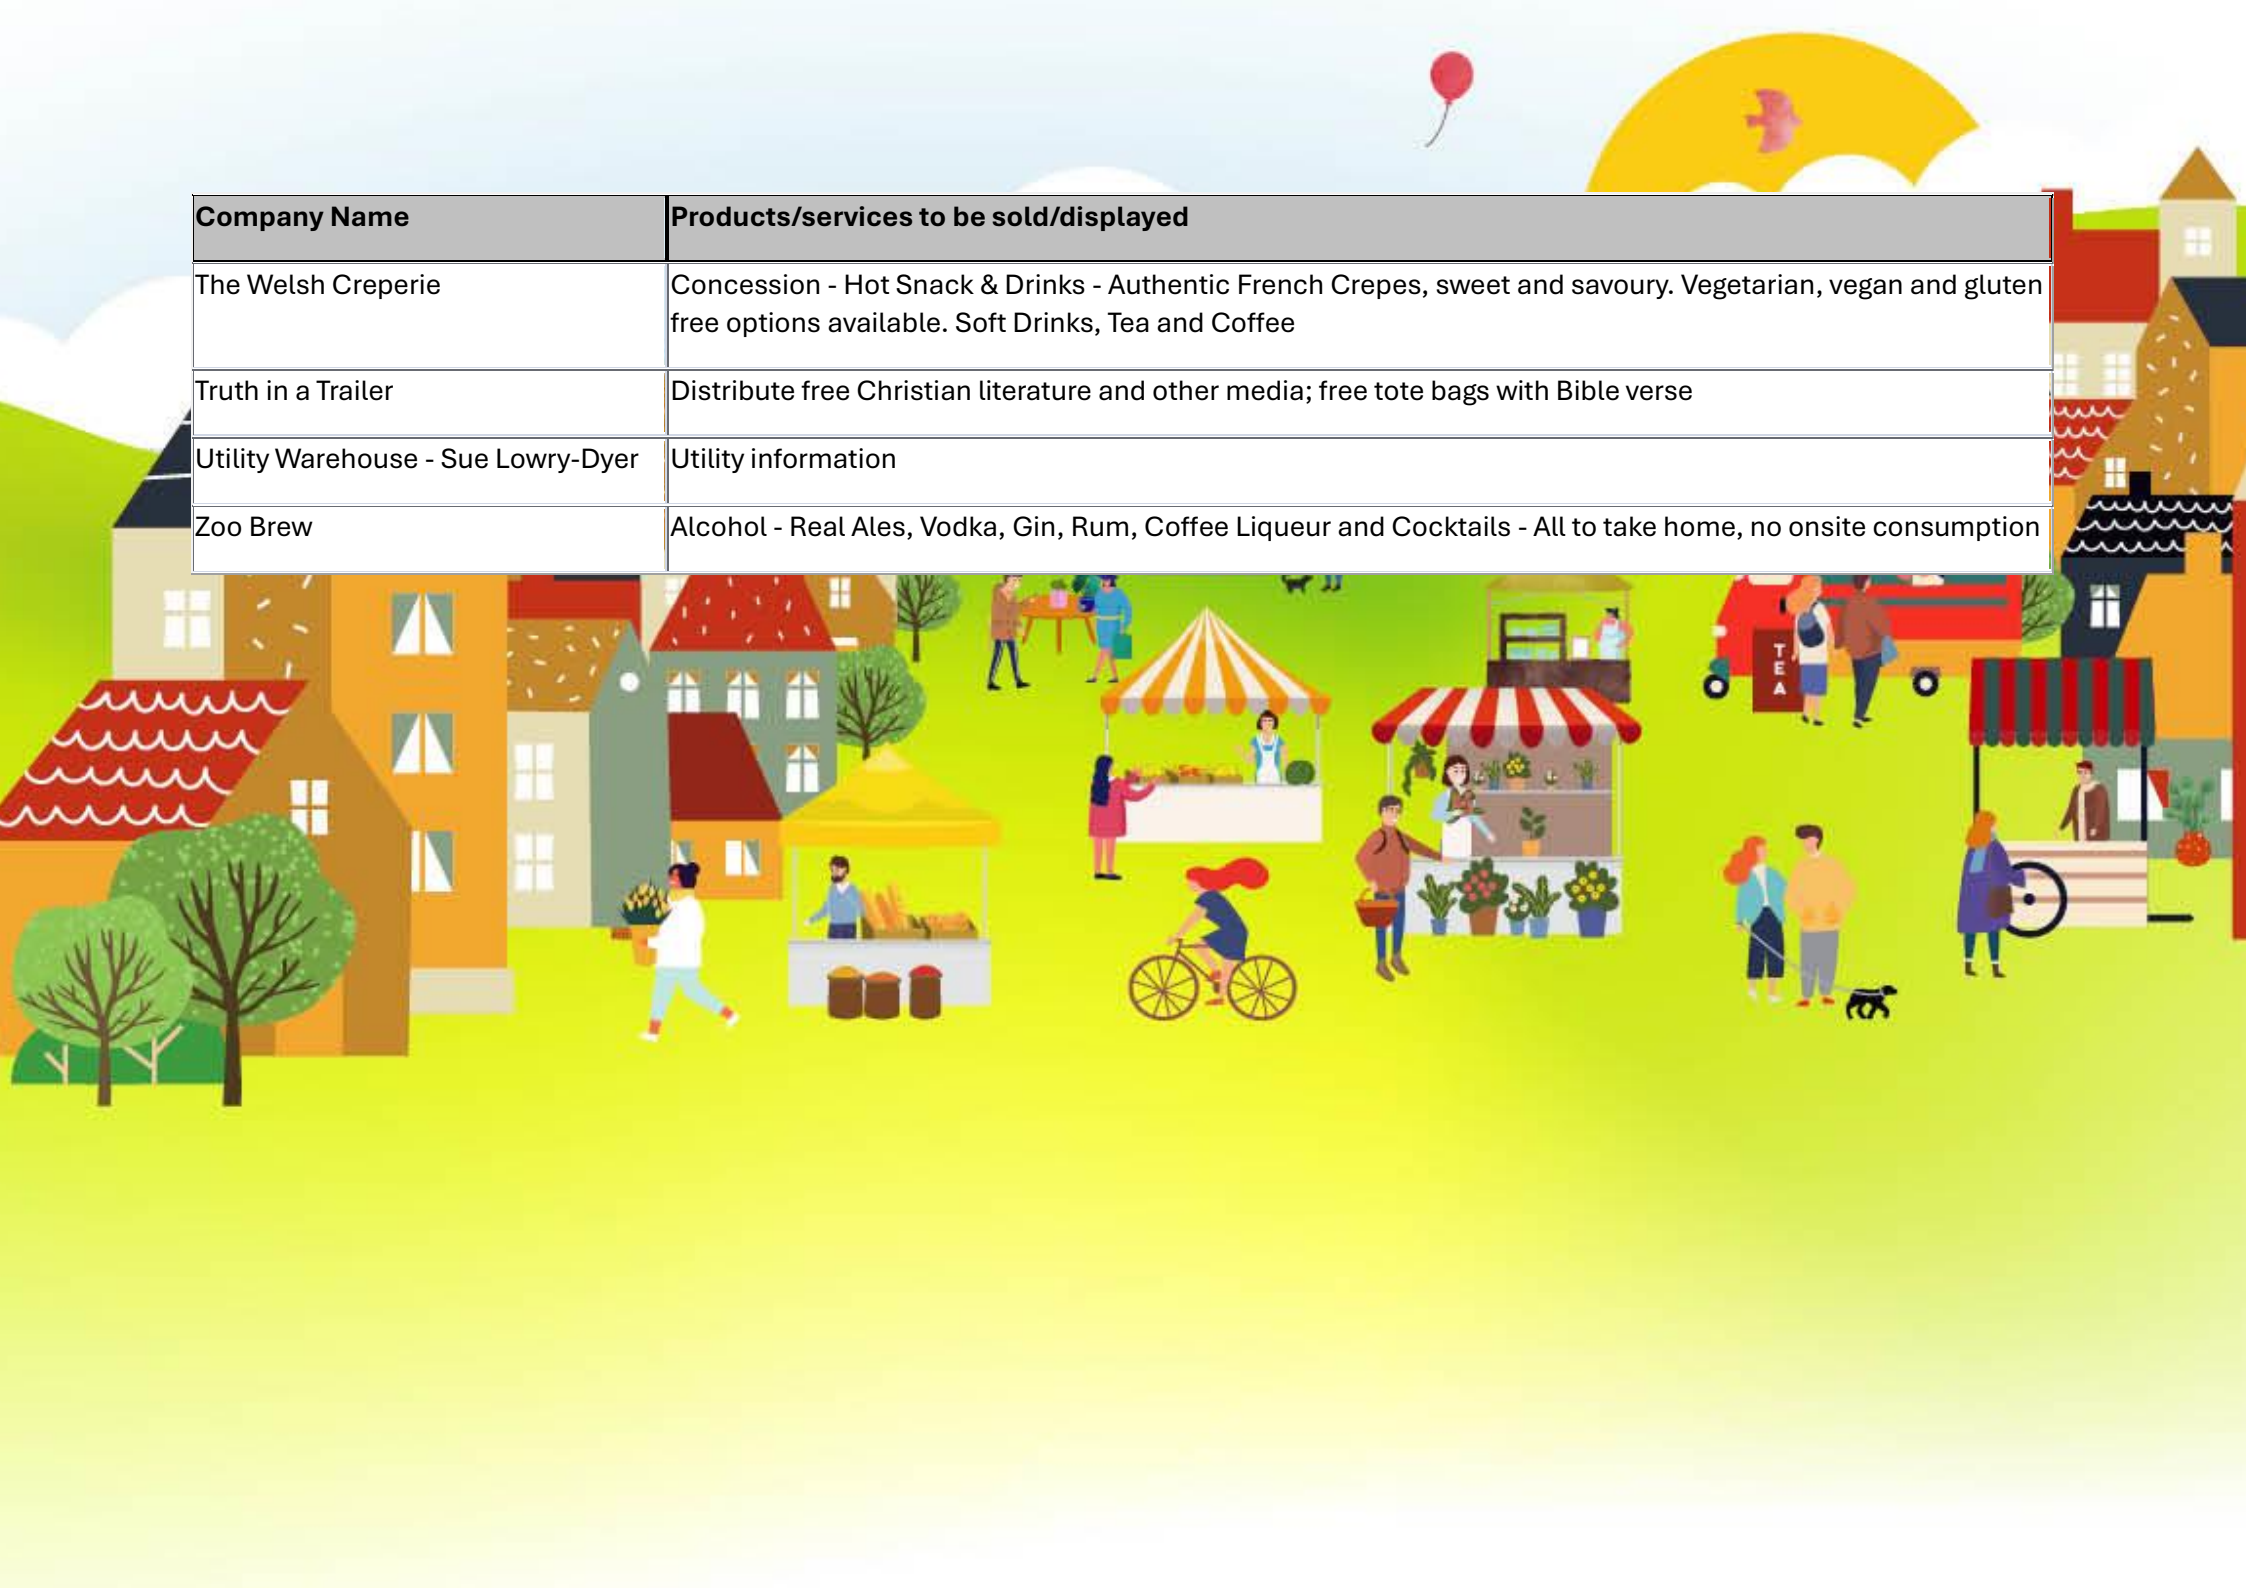 Company Name
Products/services to be sold/displayed
The Welsh Creperie
Concession - Hot Snack & Drinks - Authentic French Crepes, sweet and savoury. Vegetarian, vegan and gluten
free options available. Soft Drinks, Tea and Coffee
Truth in a Trailer
Distribute free Christian literature and other media; free tote bags with Bible verse
Utility Warehouse - Sue Lowry-Dyer
Utility information
Zoo Brew
Alcohol - Real Ales, Vodka, Gin, Rum, Coffee Liqueur and Cocktails - All to take home, no onsite consumption
TEA